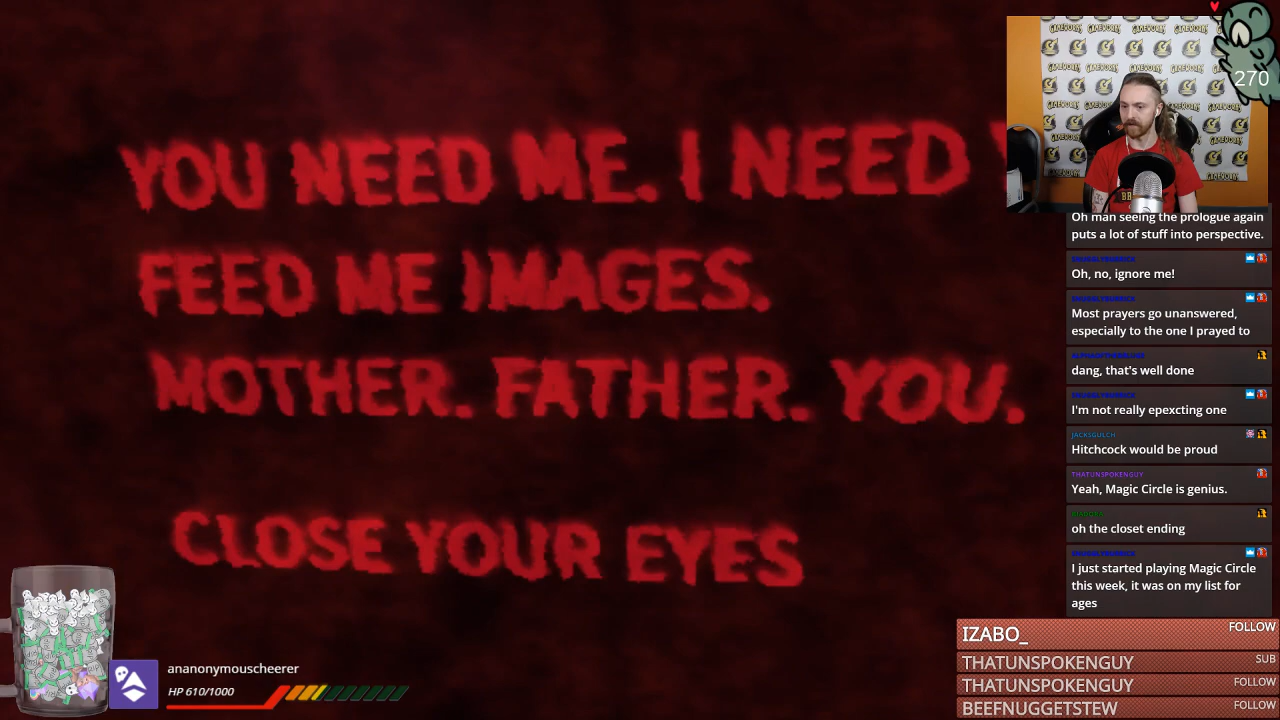 YOU NEED ME. I NEED
FEED ME IMAGES.
MOTHER. FATHER. YOU.
CLOSE YOUR EYES
270
Oh man seeing the prologue again
puts a lot of stuff into perspective.
Oh, no, ignore me!
Most prayers go unanswered,
especially to the one I prayed to
dang, that's well done
I'm not really epexcting one
JACKSGULCH
Hitchcock would be proud
THATUNSPOKENGUY
Yeah, Magic Circle is genius.
oh the closet ending
I just started playing Magic Circle
this week, it was on my list for
ages
IZABO_ FOLLOW
THATUNSPOKENGUY SUB
THATUNSPOKENGUY FOLLOW
BEEFNUGGETSTEW FOLLOW
ananonymouscheerer
HP 610/1000